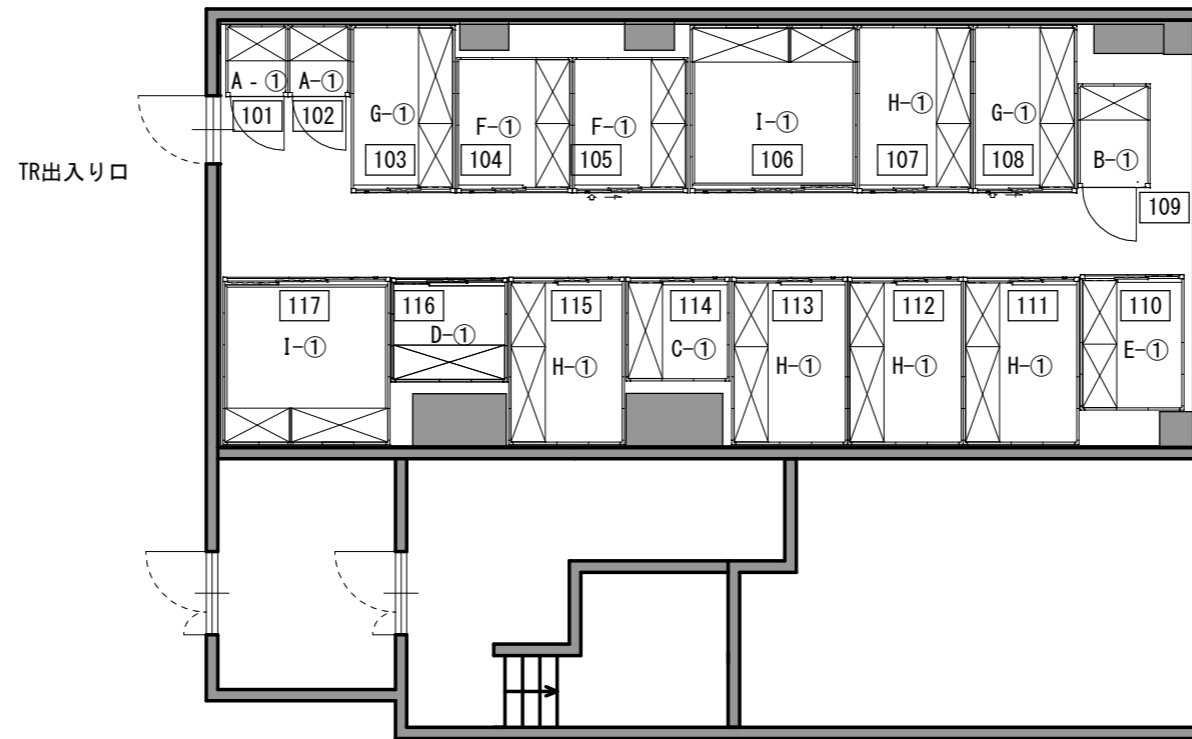 A-①
101
A-①
102
G-①
103
F-①
104
F-①
105
I-①
106
H-①
107
G-①
108
B-①
109
TR出入り口
117
I-①
116
D-①
115
H-①
114
C-①
113
H-①
112
H-①
111
H-①
110
E-①